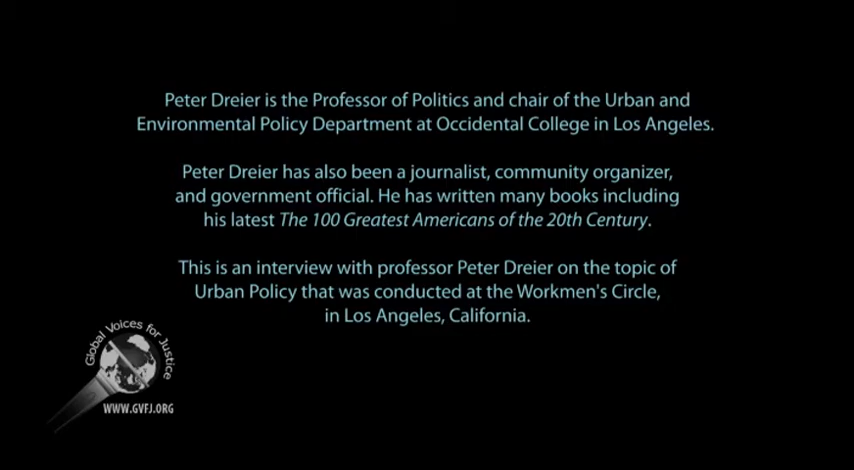 Peter Dreier is the Professor of Politics and chair of the Urban and
Environmental Policy Department at Occidental College in Los Angeles.
Peter Dreier has also been a journalist, community organizer,
and government official. He has written many books including
his latest The 100 Greatest Americans of the 20th Century.
This is an interview with professor Peter Dreier on the topic of
Urban Policy that was conducted at the Workmen's Circle,
in Los Angeles, California.
Global Voices for Justice
WWW.GVFJ.ORG